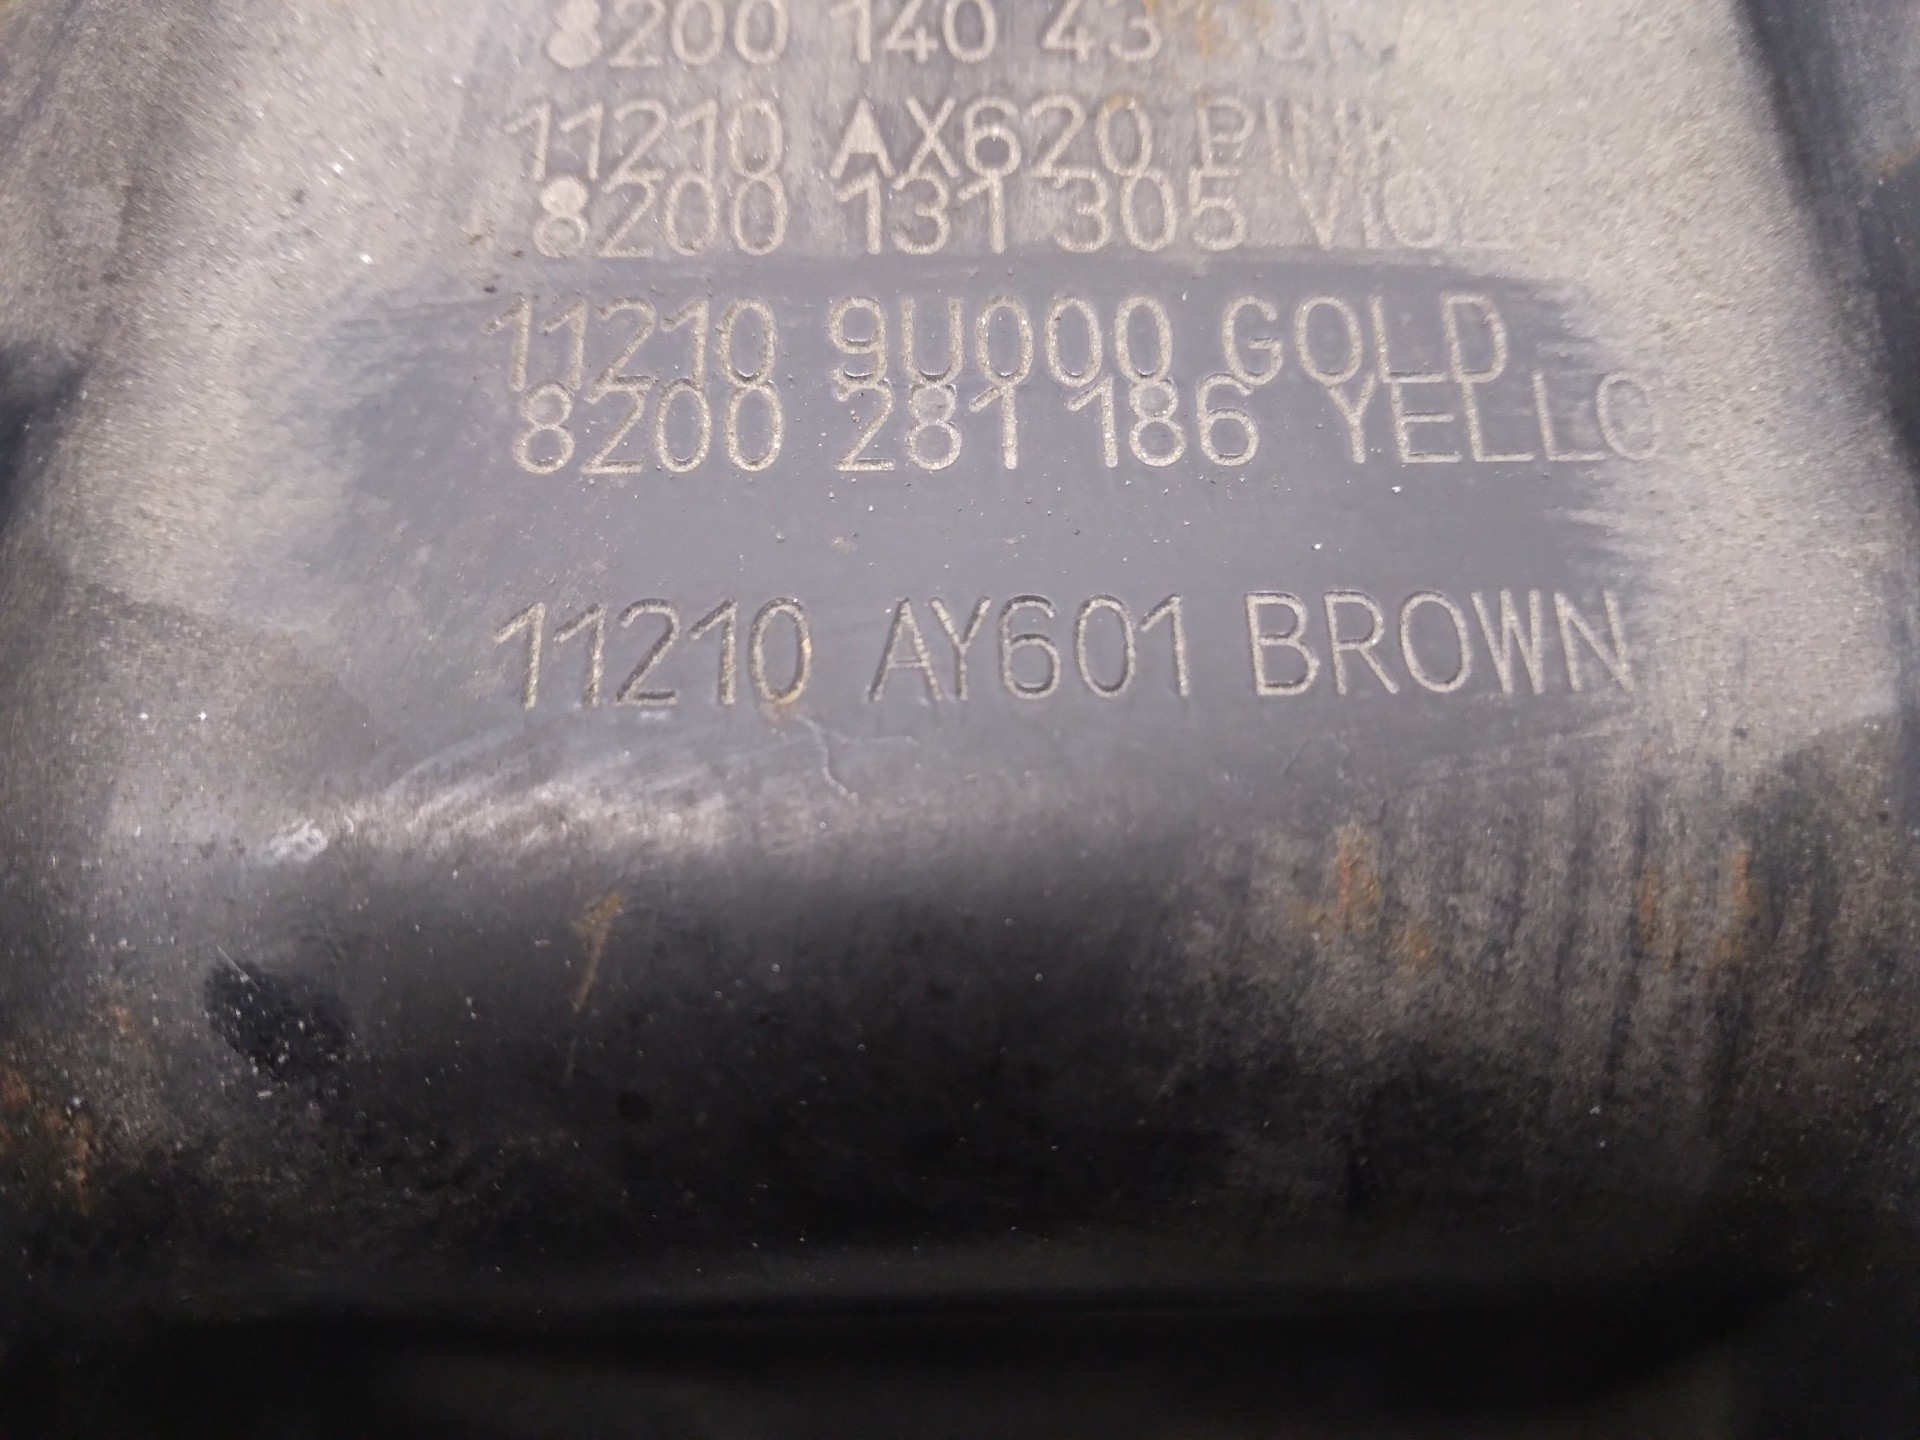 8200 140 43
11210 AX620 PINK
8200 131 305 VIOL
11210 9U000 GOLD
8200 281 186 YELLO
11210 AY601 BROWN